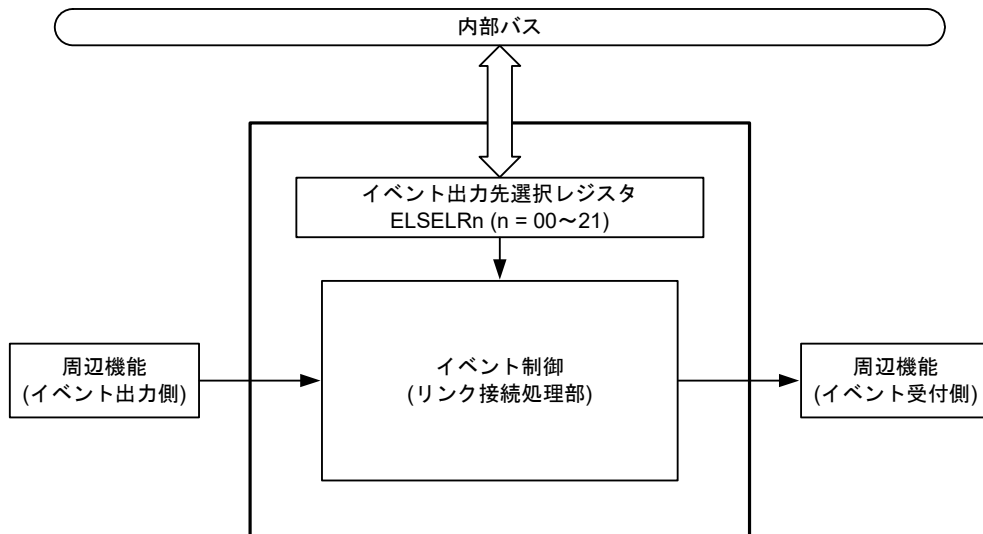 内部バス
イベント出力先選択レジスタ
ELSELRn (n = 00〜21)
周辺機能
(イベント出力側)
イベント制御
(リンク接続処理部)
周辺機能
(イベント受付側)